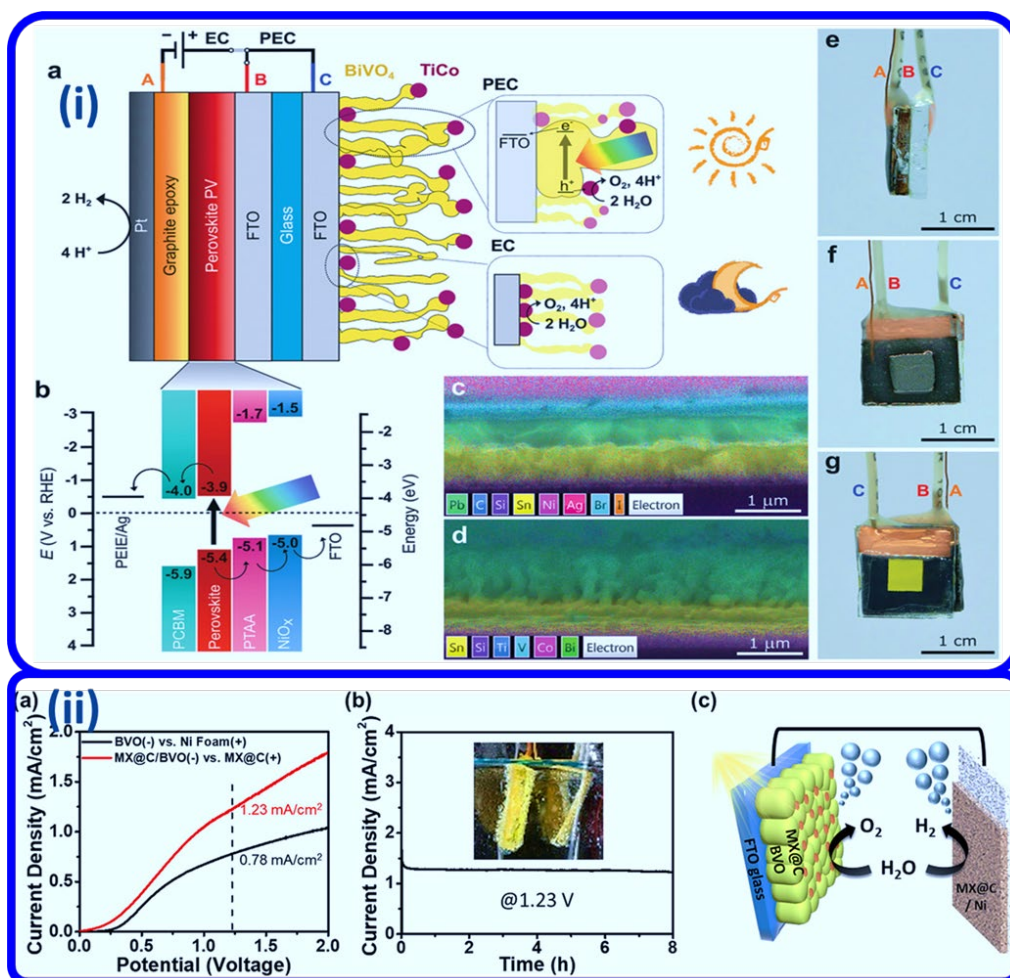 a
(i)
− + EC PEC
A B C
BiVO₄ TiCo
2 H₂
4 H⁺
Pt
Graphite epoxy
Perovskite PV
FTO
Glass
FTO
PEC
FTO
e⁻
h⁺
O₂, 4H⁺
2 H₂O
EC
O₂, 4H⁺
2 H₂O
b
E (V vs. RHE)
-3
-2
-1
0
1
2
3
4
PEIE/Ag
-4.0
-5.9
PCBM
-3.9
-5.4
Perovskite
-1.7
-5.1
PTAA
-1.5
-5.0
NiOX
FTO
Energy (eV)
-2
-3
-4
-5
-6
-7
-8
c
Pb C Si Sn Ni Ag Br I Electron
1 µm
d
Sn Si Ti V Co Bi Electron
1 µm
e
A B C
1 cm
f
A B C
1 cm
g
C B A
1 cm
(ii)
(a)
Current Density (mA/cm²)
2.0
1.5
1.0
0.5
0.0
BVO(-) vs. Ni Foam(+)
MX@C/BVO(-) vs. MX@C(+)
1.23 mA/cm²
0.78 mA/cm²
0.0 0.5 1.0 1.5 2.0
Potential (Voltage)
(b)
Current Density (mA/cm²)
4
3
2
1
0
@1.23 V
0 2 4 6 8
Time (h)
(c)
FTO glass
BVO
MX@C
O₂ H₂
H₂O
MX@C
/ Ni